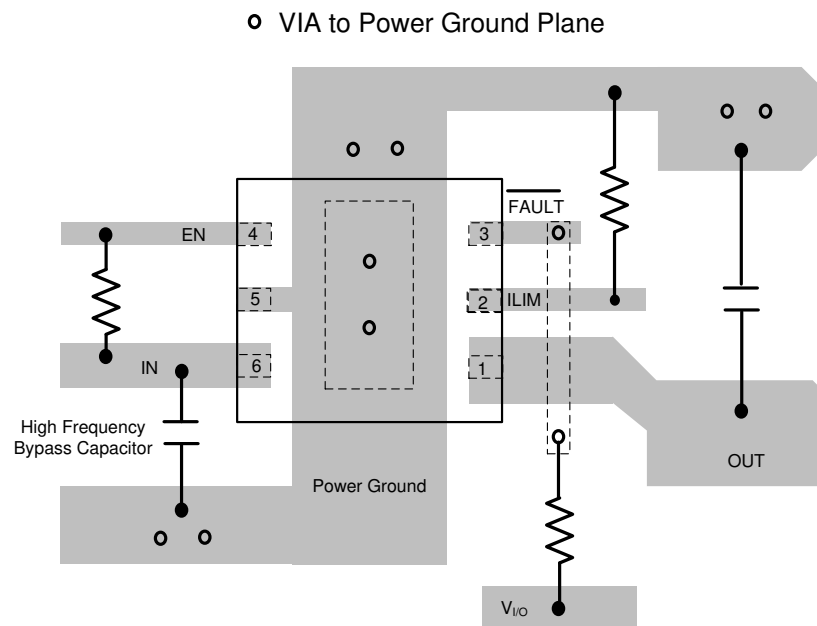 VIA to Power Ground Plane
FAULT
EN
4
3
5
2
ILIM
IN
6
1
High Frequency
Bypass Capacitor
Power Ground
OUT
VI/O